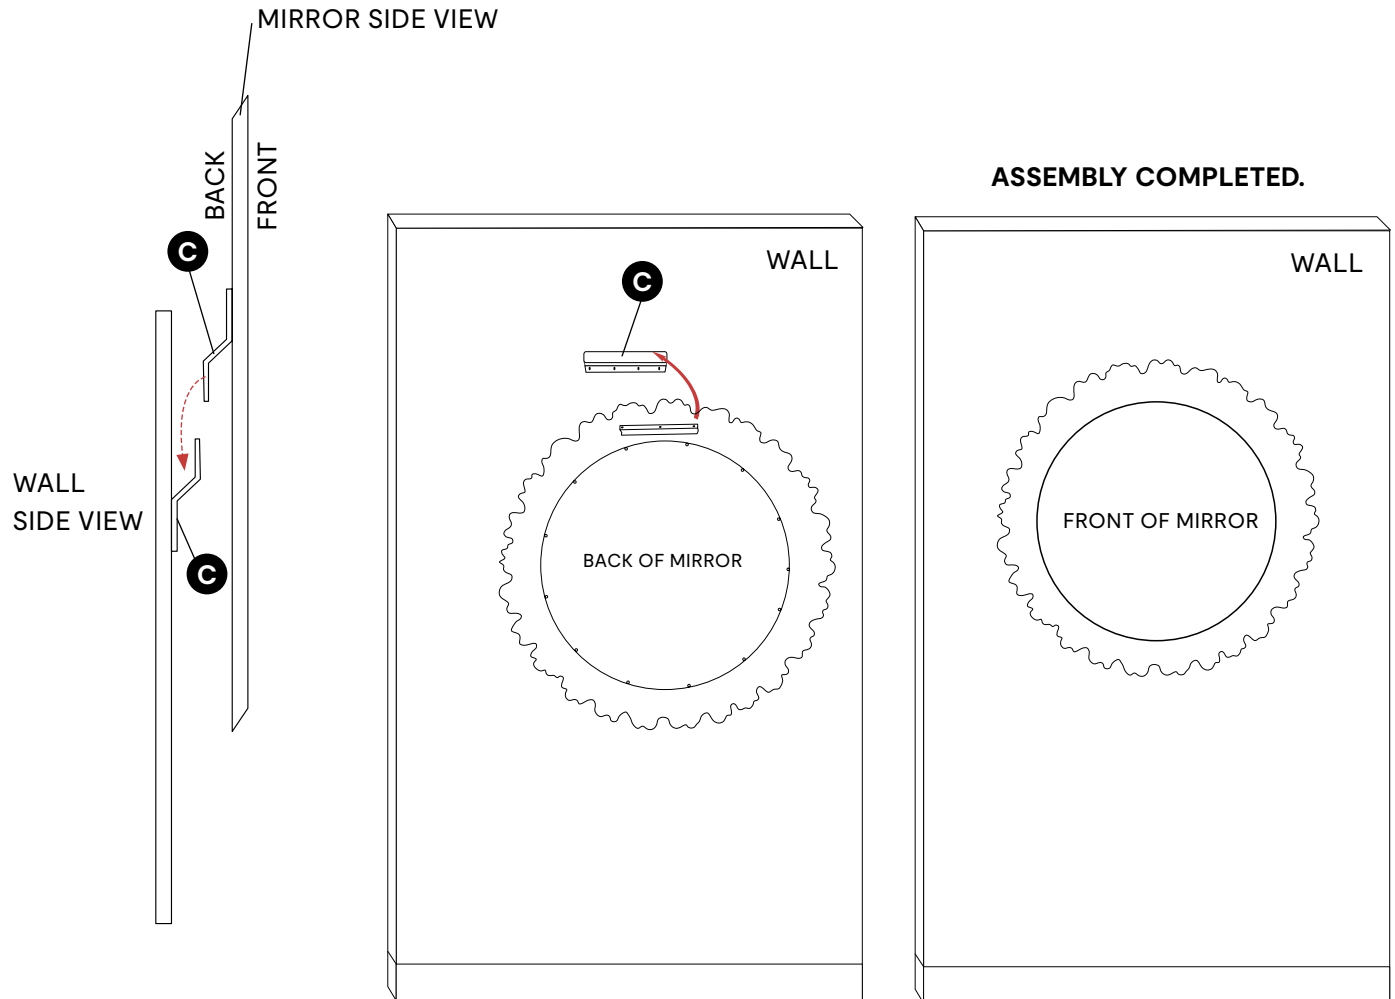 MIRROR SIDE VIEW
BACK
FRONT
C
WALL
SIDE VIEW
C
WALL
C
BACK OF MIRROR
ASSEMBLY COMPLETED.
WALL
FRONT OF MIRROR